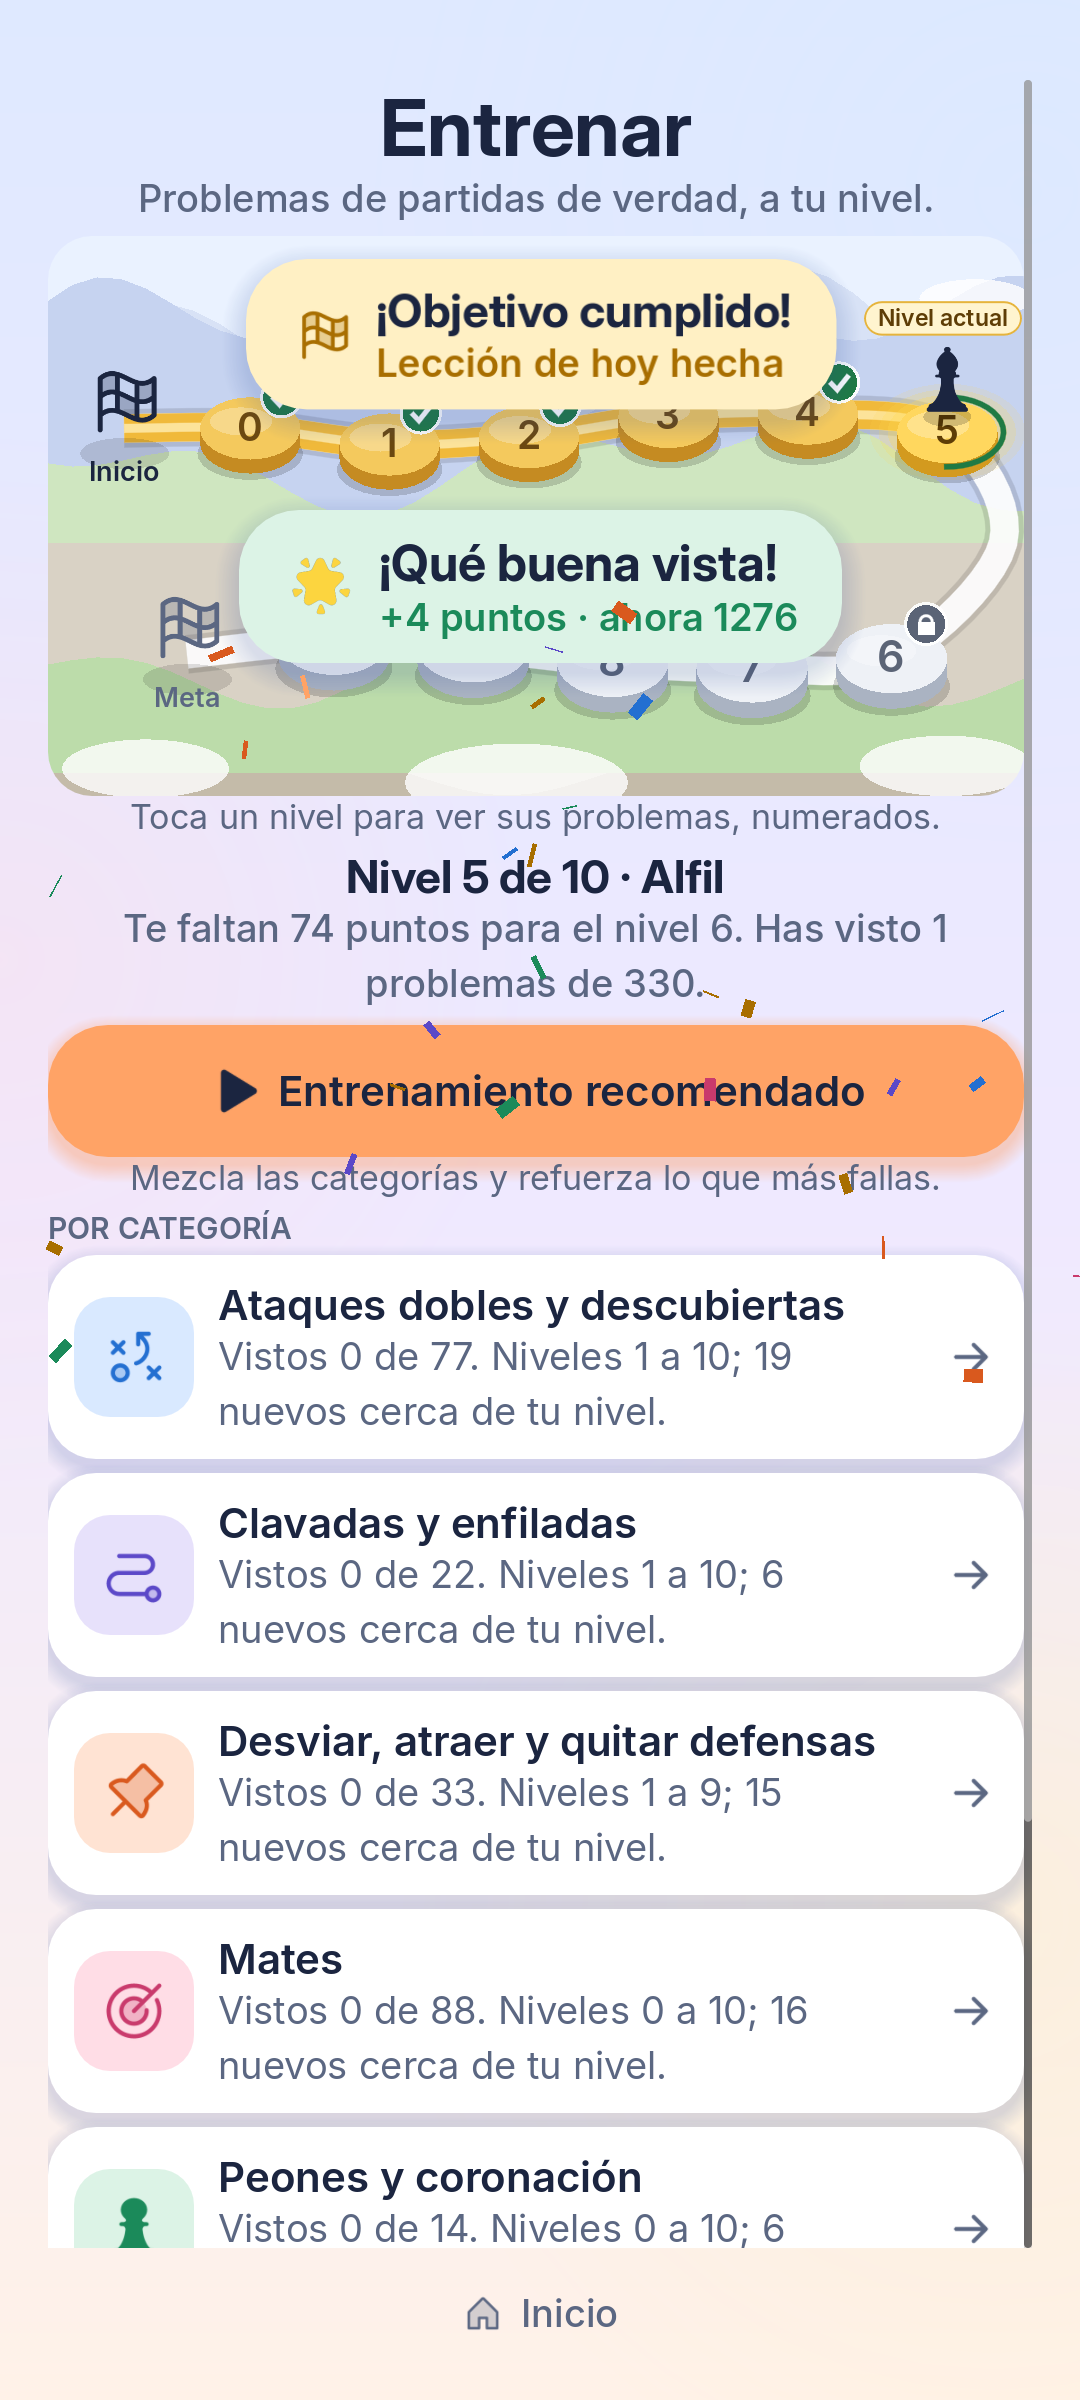 Entrenar
Problemas de partidas de verdad, a tu nivel.
¡Objetivo cumplido!
Lección de hoy hecha
Nivel actual
0
1
2
3
4
5
Inicio
¡Qué buena vista!
+4 puntos · ahora 1276
Meta
8
7
6
Toca un nivel para ver sus problemas, numerados.
Nivel 5 de 10 · Alfil
Te faltan 74 puntos para el nivel 6. Has visto 1
problemas de 330.
Entrenamiento recomendado
Mezcla las categorías y refuerza lo que más fallas.
POR CATEGORÍA
Ataques dobles y descubiertas
Vistos 0 de 77. Niveles 1 a 10; 19
nuevos cerca de tu nivel.
Clavadas y enfiladas
Vistos 0 de 22. Niveles 1 a 10; 6
nuevos cerca de tu nivel.
Desviar, atraer y quitar defensas
Vistos 0 de 33. Niveles 1 a 9; 15
nuevos cerca de tu nivel.
Mates
Vistos 0 de 88. Niveles 0 a 10; 16
nuevos cerca de tu nivel.
Peones y coronación
Vistos 0 de 14. Niveles 0 a 10; 6
Inicio